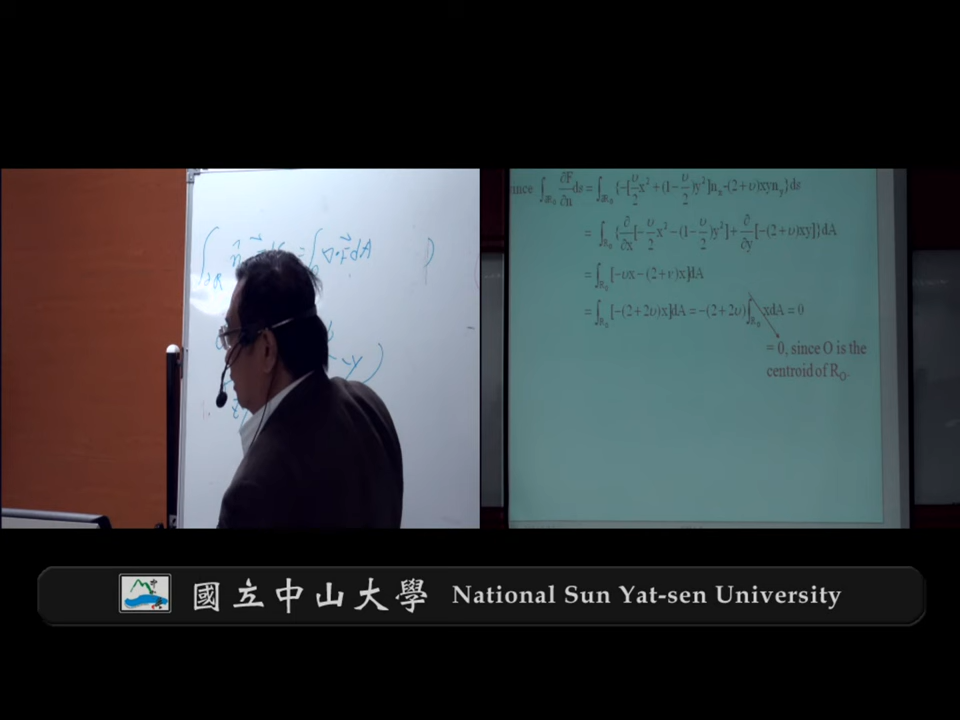 ∫∂R n̂ = ∫ ∇·f dA
since ∫∂R₀ ∂F/∂n ds = ∫∂R₀ {-[υ/2 x² + (1 - υ/2)y²]nₓ - (2 + υ)xyn_y}ds
= ∫R₀ {∂/∂x[-υ/2 x² - (1 - υ/2)y²] + ∂/∂y[-(2 + υ)xy]}dA
= ∫R₀ [-υx - (2 + ν)x]dA
= ∫R₀ [-(2 + 2υ)x]dA = -(2 + 2υ)∫R₀ xdA = 0
= 0, since O is the
centroid of R_O.
國立中山大學 National Sun Yat-sen University